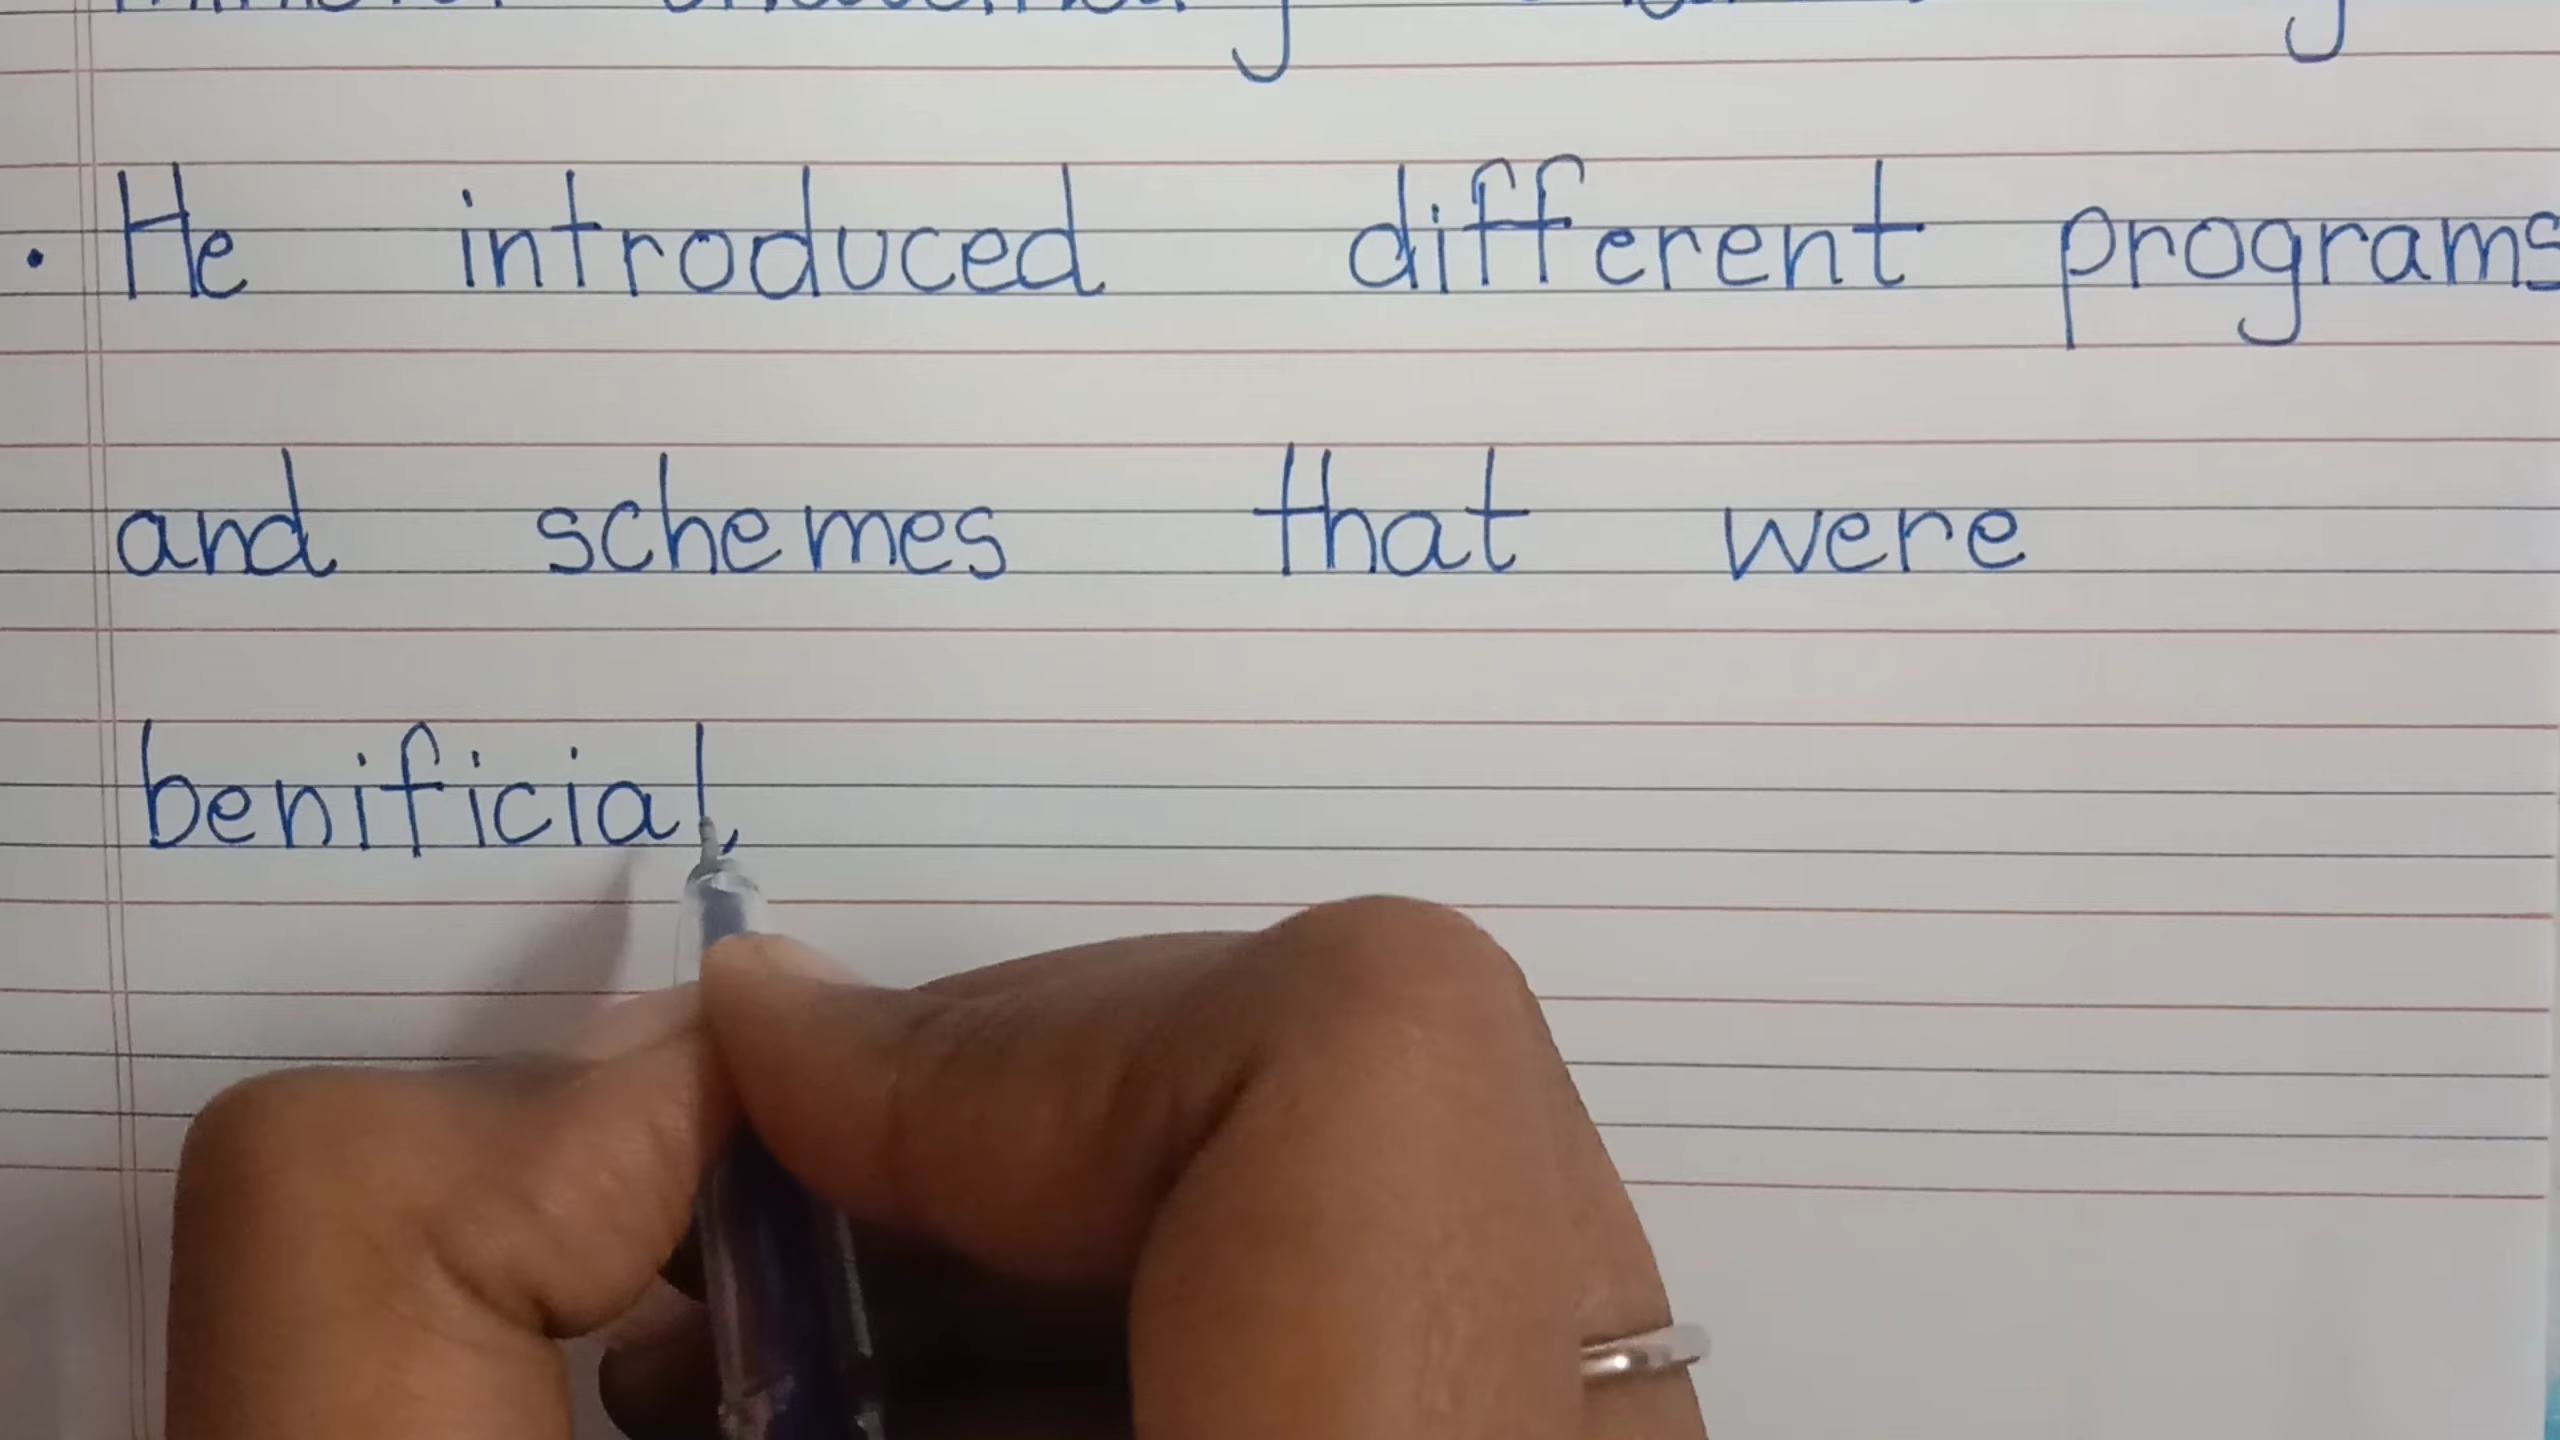 • He introduced different programs
and schemes that were
benificial